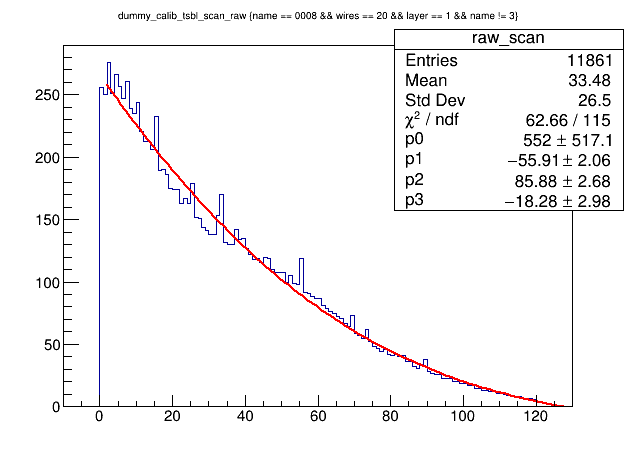 dummy_calib_tsbl_scan_raw {name == 0008 && wires == 20 && layer == 1 && name != 3}
raw_scan
Entries 11861
Mean 33.48
Std Dev 26.5
χ² / ndf 62.66 / 115
p0 552 ± 517.1
p1 −55.91 ± 2.06
p2 85.88 ± 2.68
p3 −18.28 ± 2.98
250
200
150
100
50
0
0 20 40 60 80 100 120